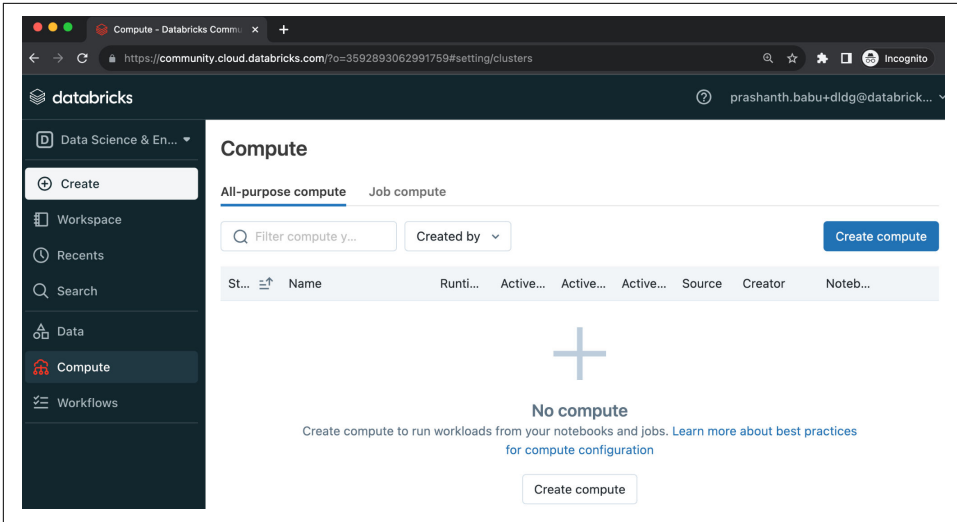 Compute - Databricks Commu × +
https://community.cloud.databricks.com/?o=3592893062991759#setting/clusters Incognito
databricks
prashanth.babu+dldg@databrick...
D Data Science & En...
Create
Workspace
Recents
Search
Data
Compute
Workflows
Compute
All-purpose compute Job compute
Filter compute y... Created by Create compute
St... Name Runti... Active... Active... Active... Source Creator Noteb...
No compute
Create compute to run workloads from your notebooks and jobs. Learn more about best practices
for compute configuration
Create compute